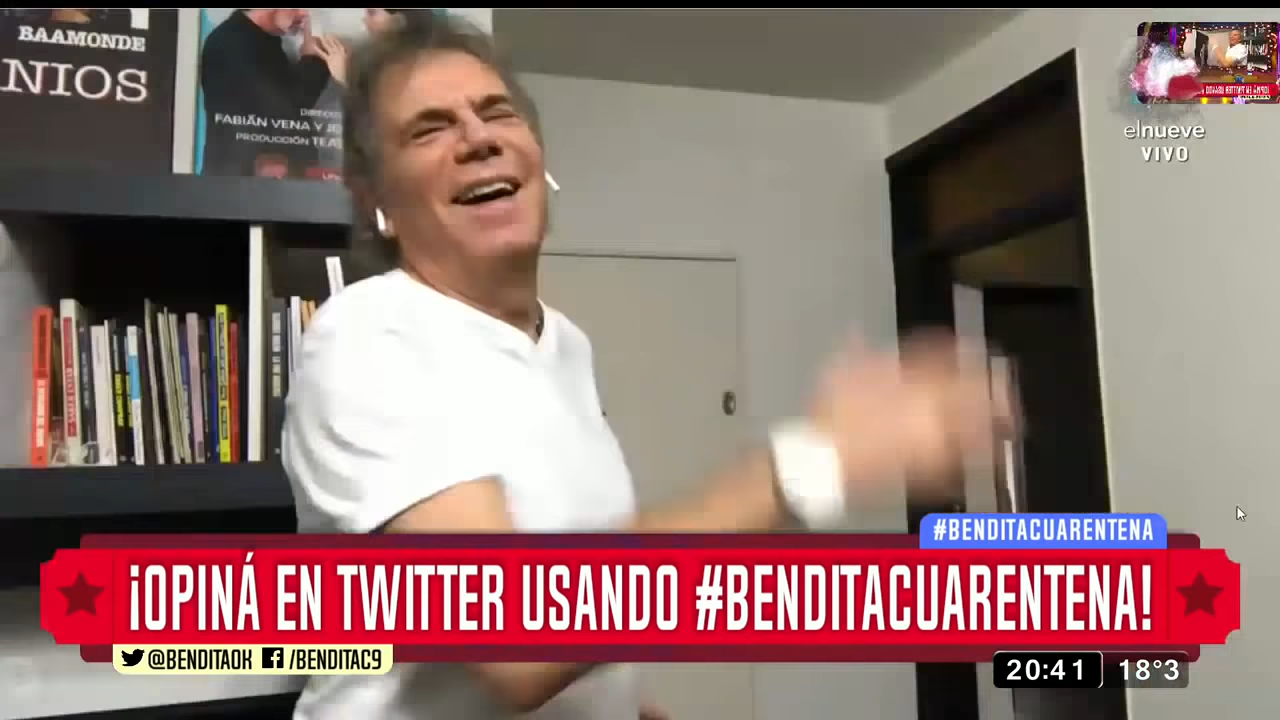 BAAMONDE
NIOS
FABIÁN VENA Y JE
PRODUCCIÓN TEA
elnueve
VIVO
#BENDITACUARENTENA
¡OPINÁ EN TWITTER USANDO #BENDITACUARENTENA!
@BENDITAOK /BENDITAC9
20:41 18°3